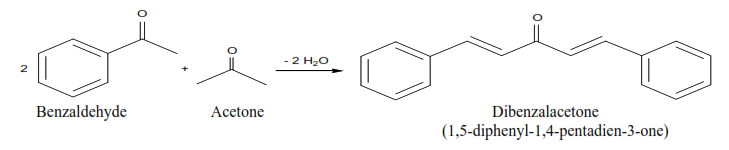 O
2
+
O
- 2 H₂O
O
Benzaldehyde
Acetone
Dibenzalacetone
(1,5-diphenyl-1,4-pentadien-3-one)